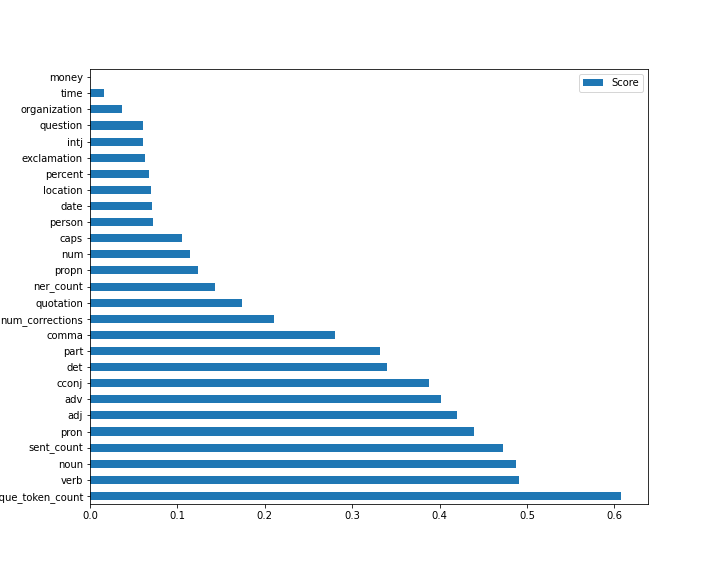 Score
money
time
organization
question
intj
exclamation
percent
location
date
person
caps
num
propn
ner_count
quotation
num_corrections
comma
part
det
cconj
adv
adj
pron
sent_count
noun
verb
que_token_count
0.0 0.1 0.2 0.3 0.4 0.5 0.6